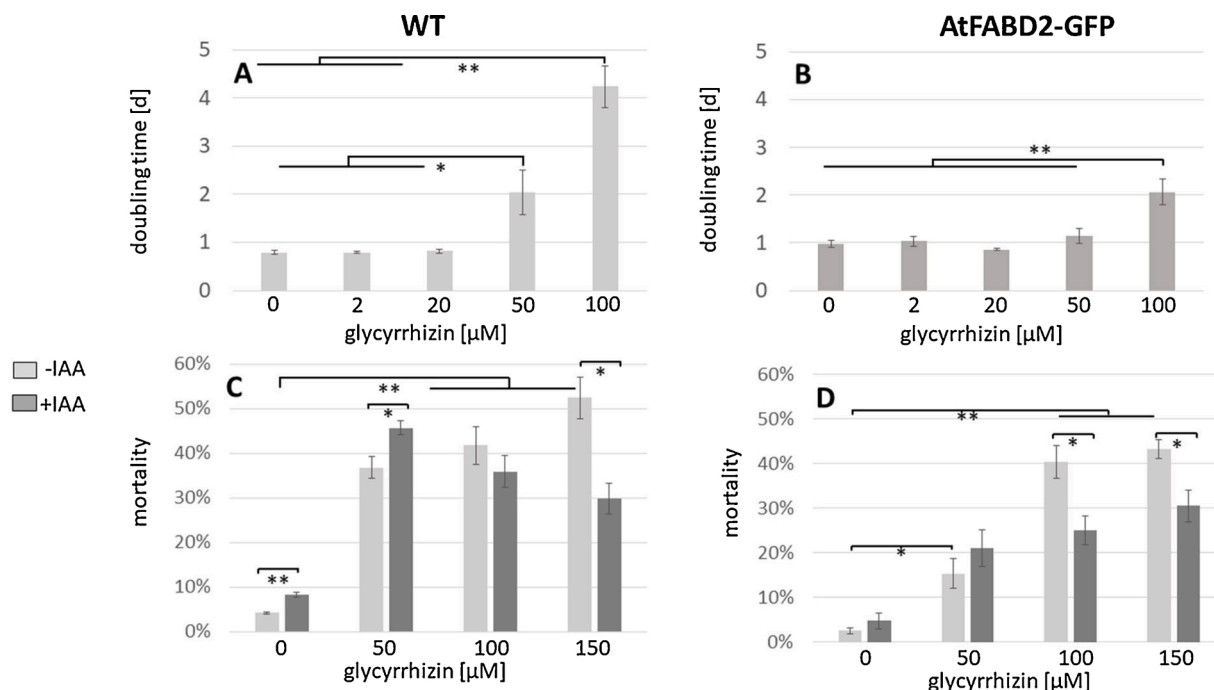 WT
AtFABD2-GFP
A
**
*
doubling time [d]
5
4
3
2
1
0
0 2 20 50 100
glycyrrhizin [µM]
B
**
doubling time [d]
5
4
3
2
1
0
0 2 20 50 100
glycyrrhizin [µM]
-IAA
+IAA
C
**
*
*
**
mortality
60%
50%
40%
30%
20%
10%
0%
0 50 100 150
glycyrrhizin [µM]
D
**
*
*
*
mortality
60%
50%
40%
30%
20%
10%
0%
0 50 100 150
glycyrrhizin [µM]